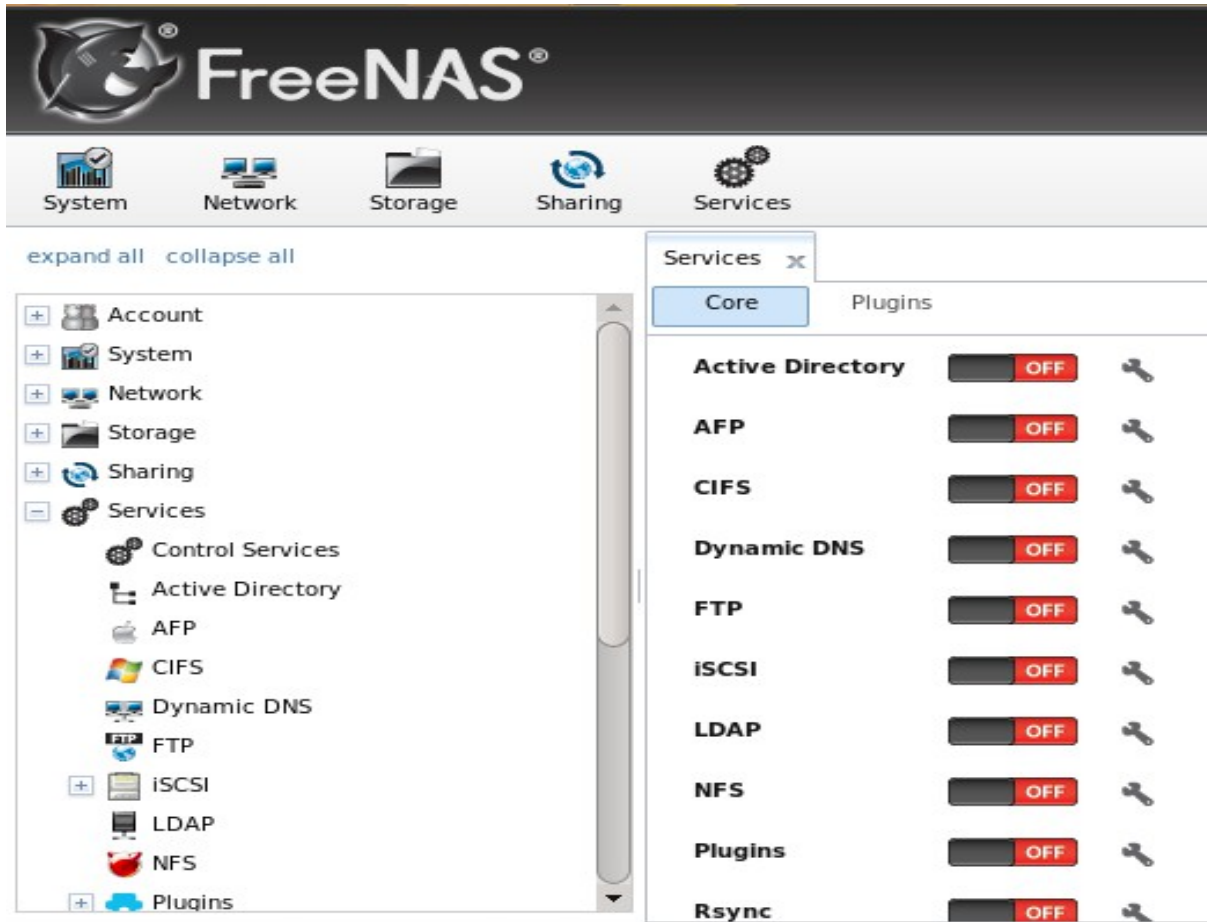 FreeNAS®
System Network Storage Sharing Services
expand all collapse all
Account
System
Network
Storage
Sharing
Services
Control Services
Active Directory
AFP
CIFS
Dynamic DNS
FTP
FTP
iSCSI
LDAP
NFS
Plugins
Services x
Core Plugins
Active Directory OFF
AFP OFF
CIFS OFF
Dynamic DNS OFF
FTP OFF
iSCSI OFF
LDAP OFF
NFS OFF
Plugins OFF
Rsync OFF